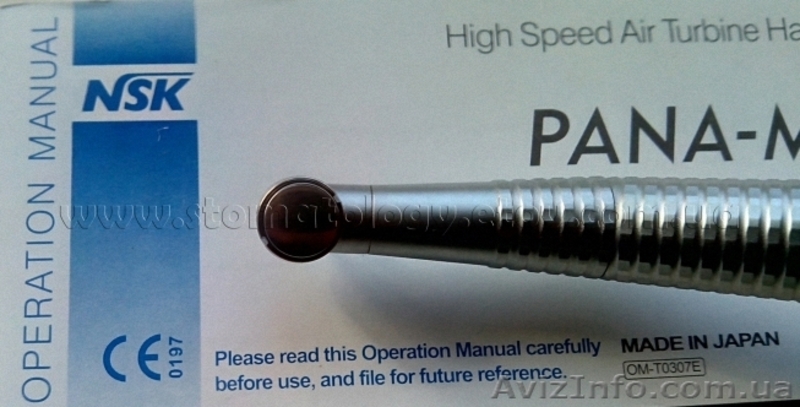 OPERATION MANUAL
NSK
High Speed Air Turbine Ha
PANA-M
www.stomatology.
CE 0197
Please read this Operation Manual carefully
before use, and file for future reference.
MADE IN JAPAN
OM-T0307E
AvizInfo.com.ua